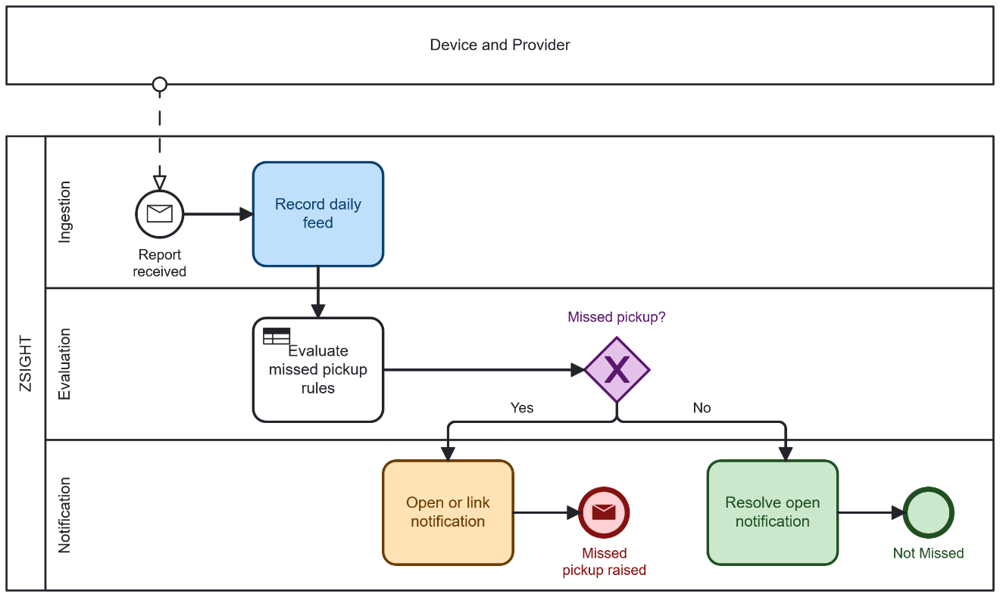 Device and Provider
ZSIGHT
Ingestion
Report
received
Record daily
feed
Evaluation
Evaluate
missed pickup
rules
Missed pickup?
X
Yes
No
Notification
Open or link
notification
Missed
pickup raised
Resolve open
notification
Not Missed